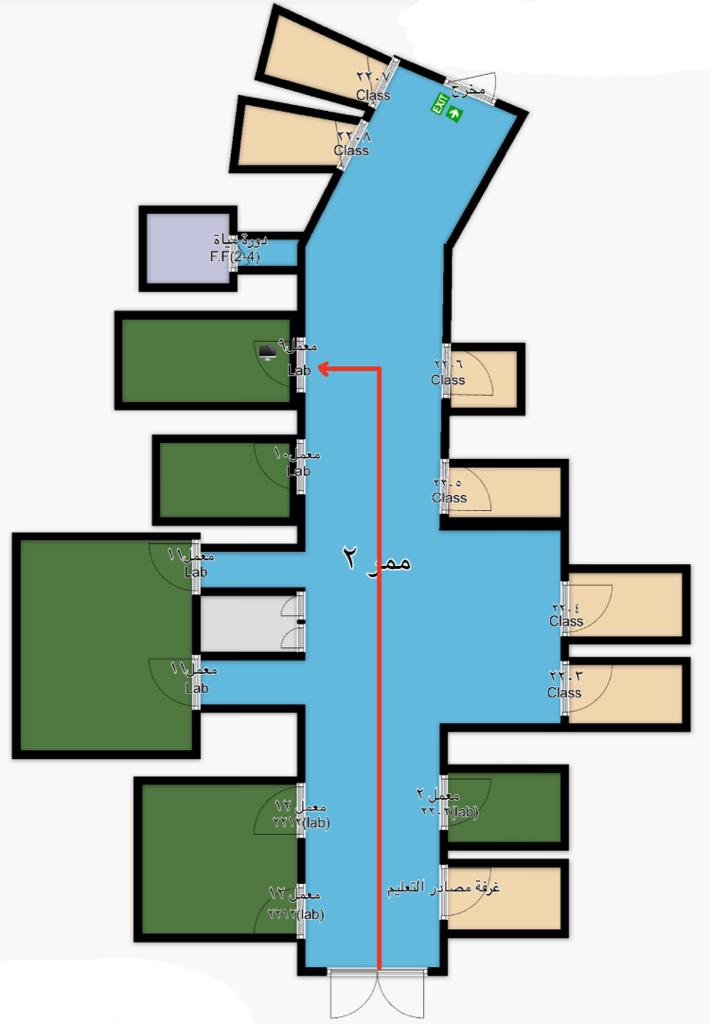 ٢٢٠٧
Class
مخرج
EXIT
٢٢٠٨
Class
دورة مياة
F.F(2-4)
معمل٩
Lab
٢٢٠٦
Class
معمل١٠
Lab
٢٢٠٥
Class
معمل١١
Lab
ممر ٢
٢٢٠٤
Class
معمل١١
Lab
٢٢٠٣
Class
معمل ١٢
٢٢١٢(lab)
معمل ٢
٢٢٠٢(lab)
معمل ١٢
٢٢١٢(lab)
غرفة مصادر التعليم